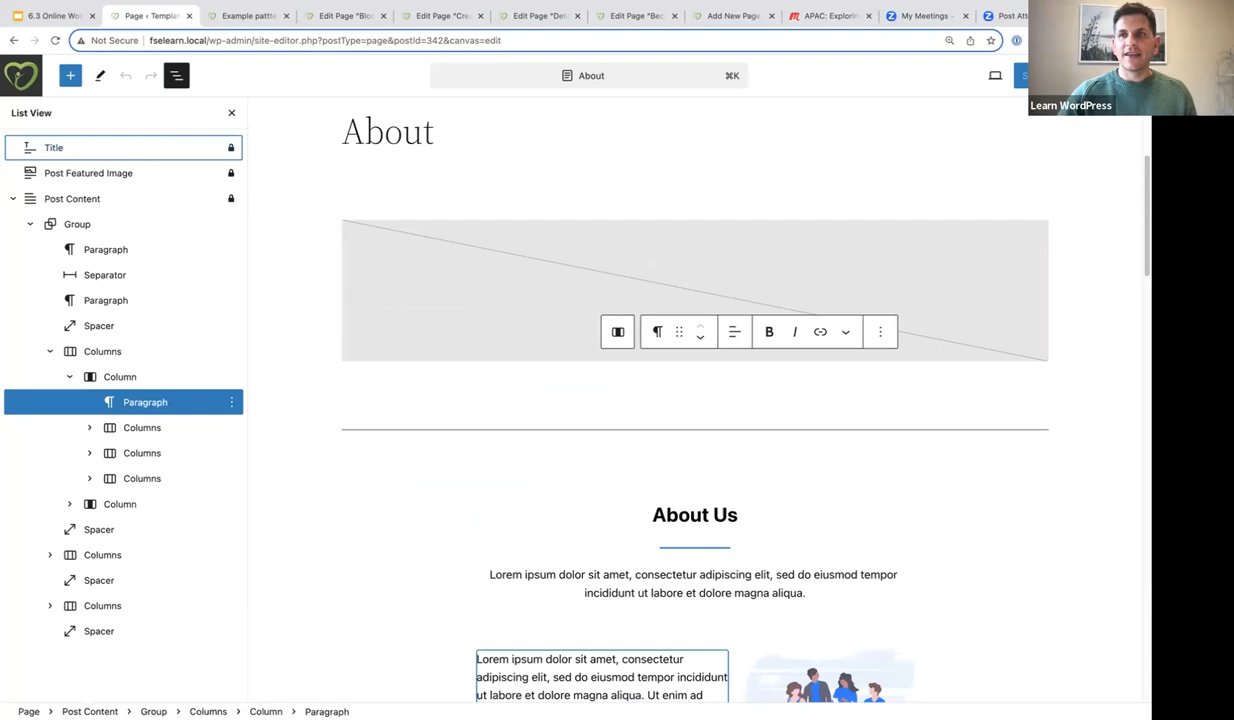 6.3 Online Wor
Page ‹ Templat
Example pattte
Edit Page "Blo
Edit Page "Cre
Edit Page "Det
Edit Page "Bec
Add New Page
APAC: Explorin
My Meetings -
Post Att
Not Secure
fselearn.local/wp-admin/site-editor.php?postType=page&postId=342&canvas=edit
About
⌘K
Learn WordPress
List View
Title
Post Featured Image
Post Content
Group
Paragraph
Separator
Paragraph
Spacer
Columns
Column
Paragraph
Columns
Columns
Columns
Column
Spacer
Columns
Spacer
Columns
Spacer
About
B I
About Us
Lorem ipsum dolor sit amet, consectetur adipiscing elit, sed do eiusmod tempor
incididunt ut labore et dolore magna aliqua.
Lorem ipsum dolor sit amet, consectetur
adipiscing elit, sed do eiusmod tempor incididunt
ut labore et dolore magna aliqua. Ut enim ad
Page › Post Content › Group › Columns › Column › Paragraph